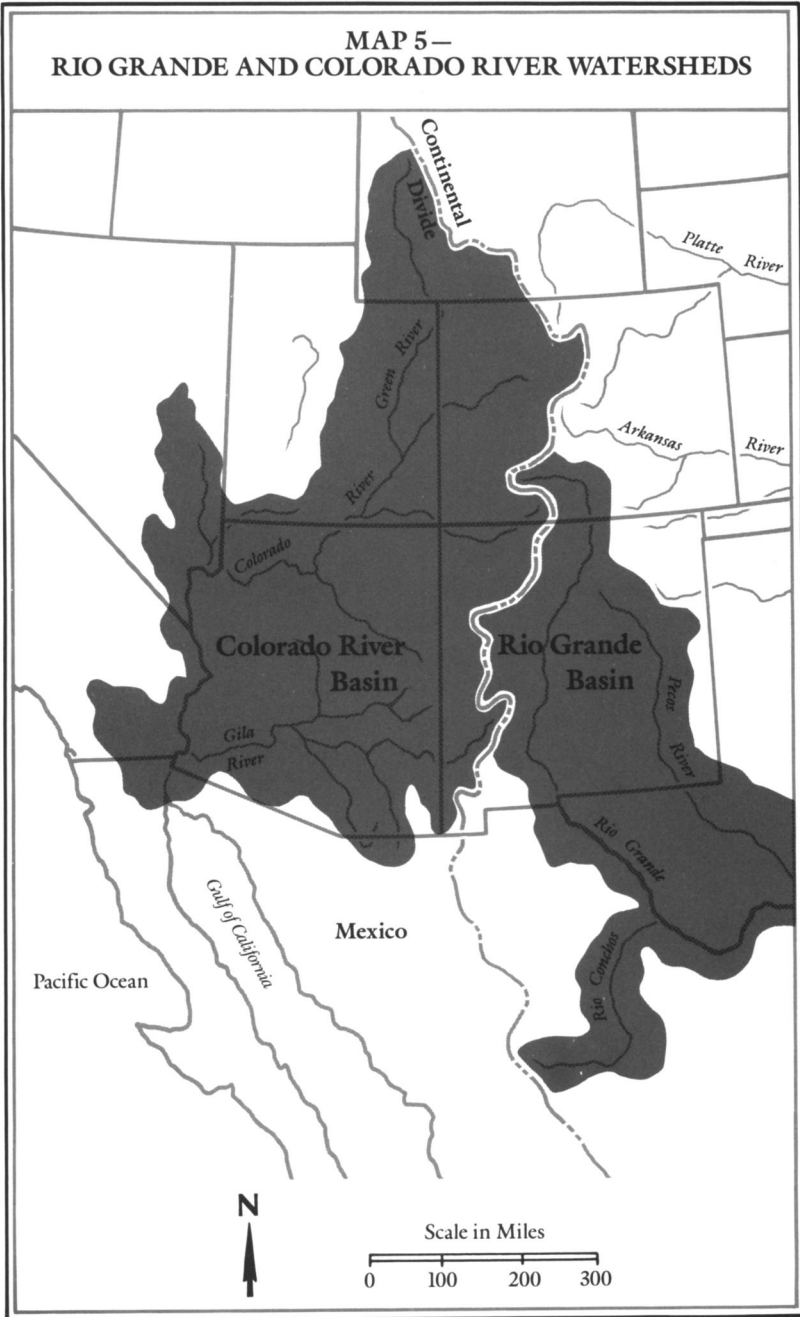 MAP 5—
RIO GRANDE AND COLORADO RIVER WATERSHEDS
Continental
Divide
Platte
River
Green River
Arkansas
River
River
Colorado
Colorado River
Basin
Rio Grande
Basin
Pecos
River
Gila
River
Rio Grande
Gulf of California
Mexico
Rio Conchos
Pacific Ocean
N
Scale in Miles
0 100 200 300